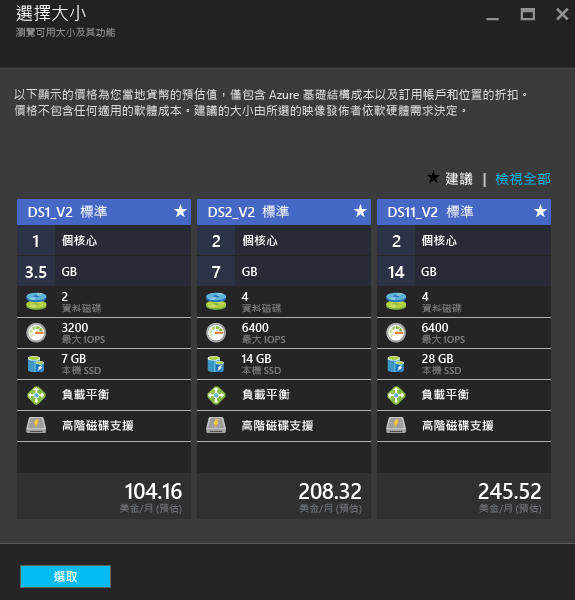 選擇大小
瀏覽可用大小及其功能
以下顯示的價格為您當地貨幣的預估值，僅包含 Azure 基礎結構成本以及訂用帳戶和位置的折扣。
價格不包含任何適用的軟體成本。建議的大小由所選的映像發佈者依軟硬體需求決定。
★ 建議 | 檢視全部
DS1_V2 標準 ★
1 個核心
3.5 GB
2
資料磁碟
3200
最大 IOPS
7 GB
本機 SSD
負載平衡
高階磁碟支援
104.16
美金/月 (預估)
DS2_V2 標準 ★
2 個核心
7 GB
4
資料磁碟
6400
最大 IOPS
14 GB
本機 SSD
負載平衡
高階磁碟支援
208.32
美金/月 (預估)
DS11_V2 標準 ★
2 個核心
14 GB
4
資料磁碟
6400
最大 IOPS
28 GB
本機 SSD
負載平衡
高階磁碟支援
245.52
美金/月 (預估)
選取